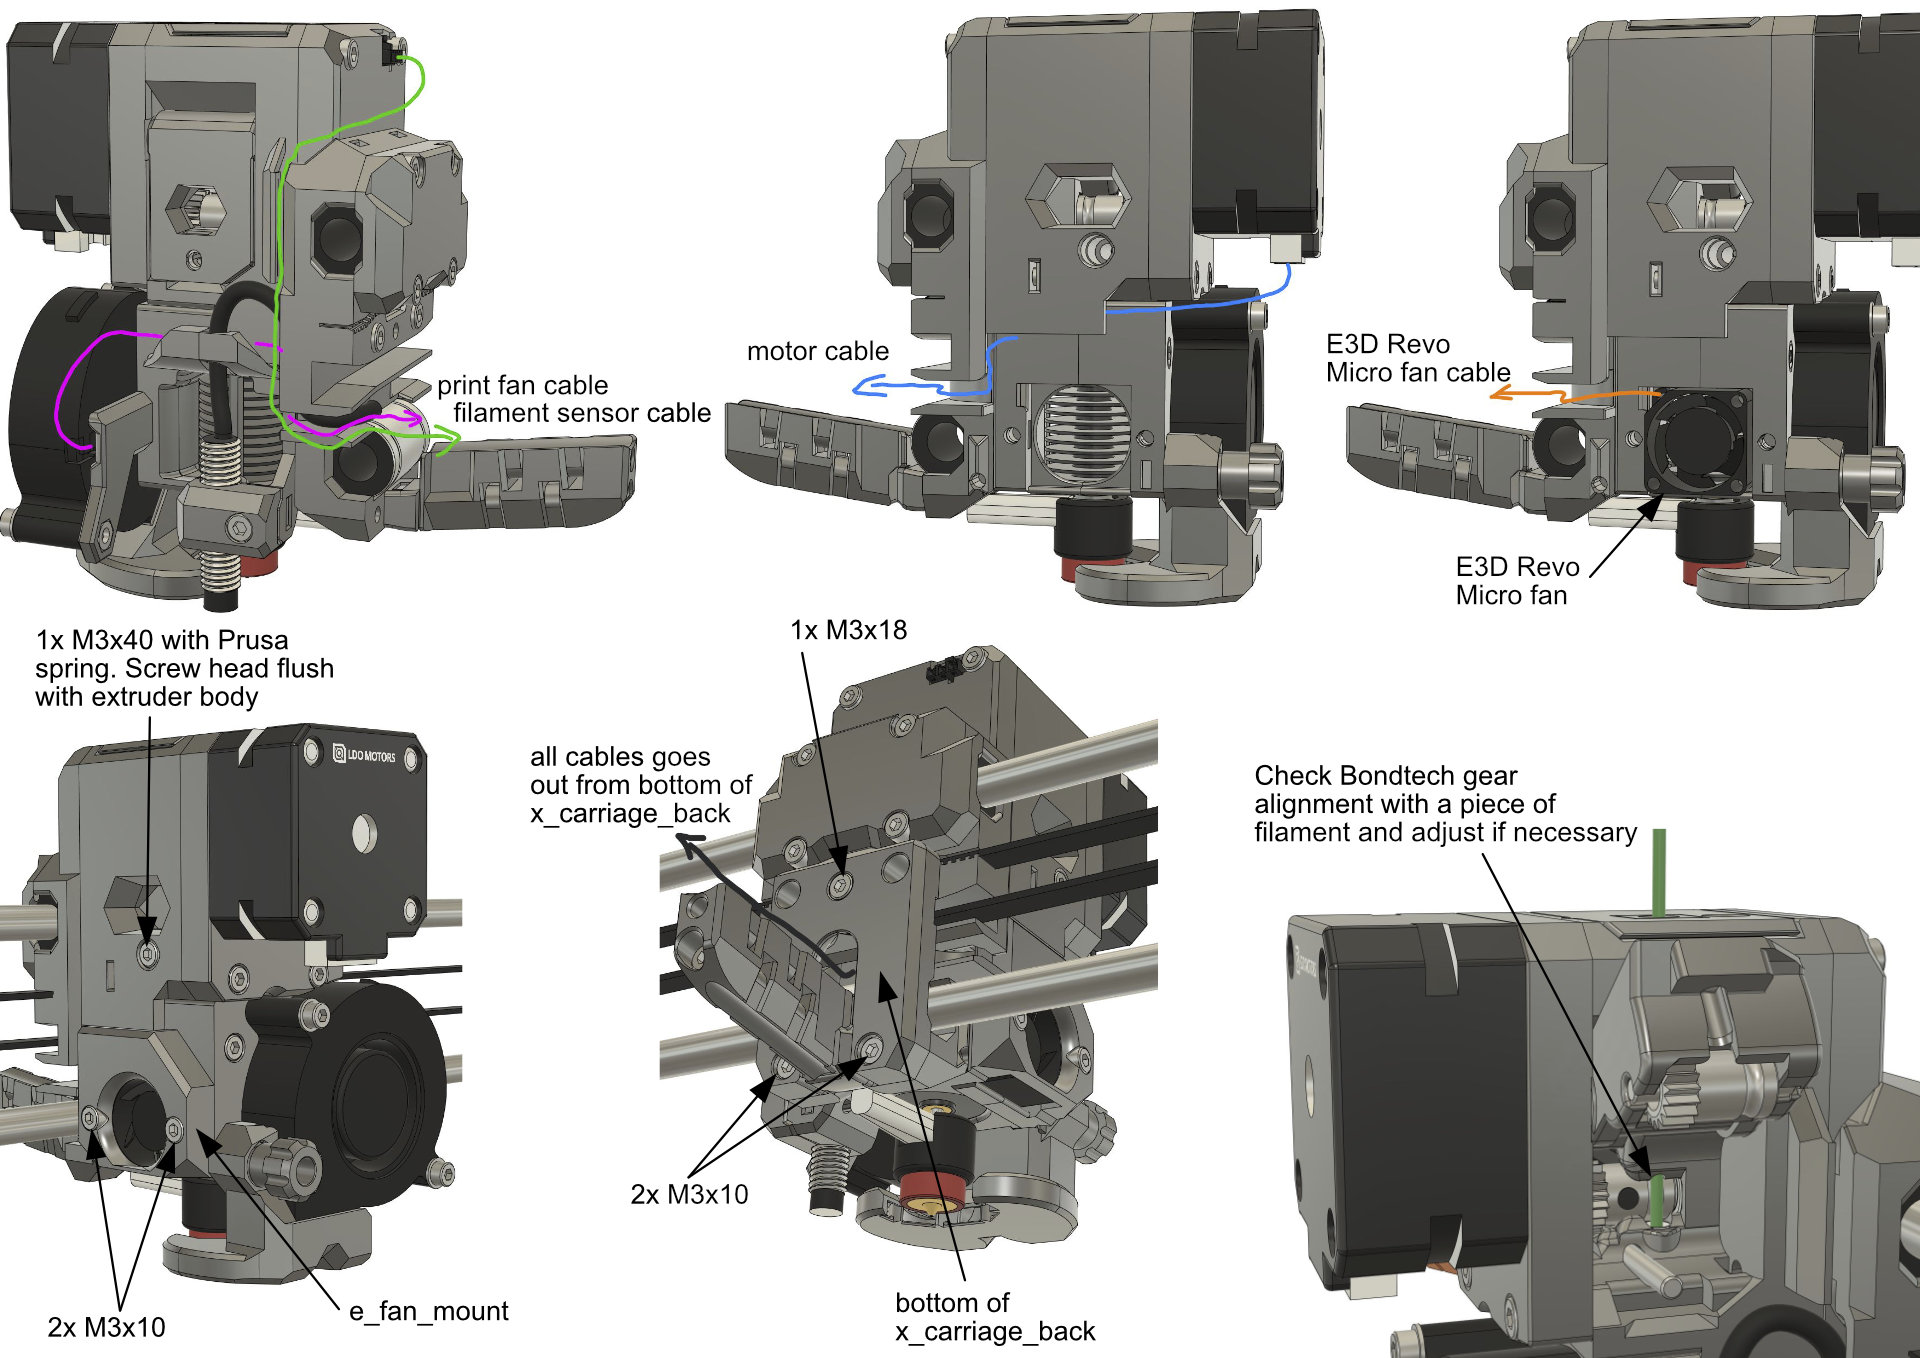 print fan cable
filament sensor cable
motor cable
E3D Revo
Micro fan cable
E3D Revo
Micro fan
1x M3x40 with Prusa
spring. Screw head flush
with extruder body
LDO MOTORS
2x M3x10
e_fan_mount
1x M3x18
all cables goes
out from bottom of
x_carriage_back
2x M3x10
bottom of
x_carriage_back
Check Bondtech gear
alignment with a piece of
filament and adjust if necessary